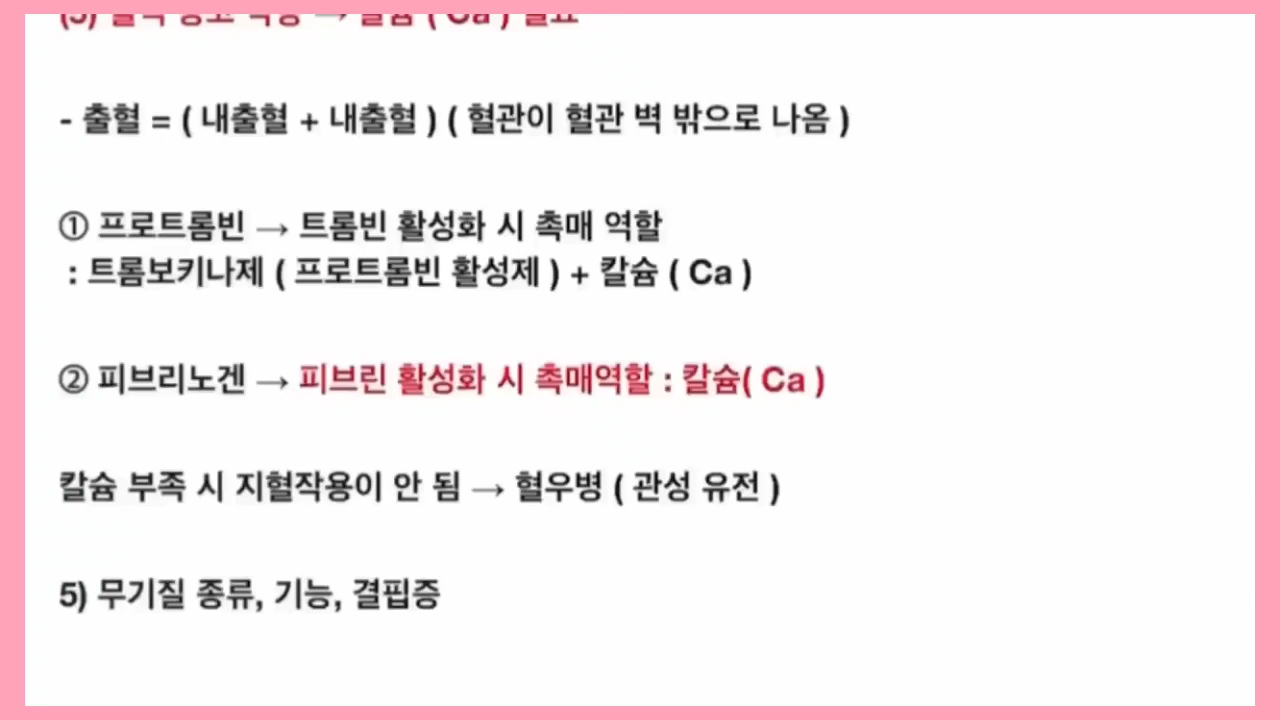 ( Ca )
- 출혈 = ( 내출혈 + 내출혈 ) ( 혈관이 혈관 벽 밖으로 나옴 )
① 프로트롬빈 → 트롬빈 활성화 시 촉매 역할
: 트롬보키나제 ( 프로트롬빈 활성제 ) + 칼슘 ( Ca )
② 피브리노겐 → 피브린 활성화 시 촉매역할 : 칼슘( Ca )
칼슘 부족 시 지혈작용이 안 됨 → 혈우병 ( 관성 유전 )
5) 무기질 종류, 기능, 결핍증